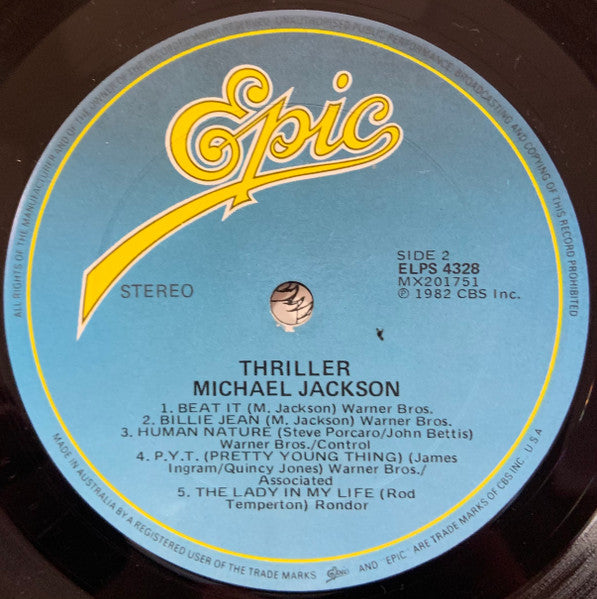 ALL RIGHTS OF THE MANUFACTURER AND OF THE OWNER OF THE RECORDED WORK RESERVED. UNAUTHORISED PUBLIC PERFORMANCE, BROADCASTING AND COPYING OF THIS RECORD PROHIBITED.
Epic
STEREO
SIDE 2
ELPS 4328
MX201751
℗ 1982 CBS Inc.
THRILLER
MICHAEL JACKSON
1. BEAT IT (M. Jackson) Warner Bros.
2. BILLIE JEAN (M. Jackson) Warner Bros.
3. HUMAN NATURE (Steve Porcaro/John Bettis)
Warner Bros./Control
4. P.Y.T. (PRETTY YOUNG THING) (James
Ingram/Quincy Jones) Warner Bros./
Associated
5. THE LADY IN MY LIFE (Rod
Temperton) Rondor
MADE IN AUSTRALIA BY A REGISTERED USER OF THE TRADE MARKS Epic AND "EPIC" ARE TRADE MARKS OF CBS INC. U S A